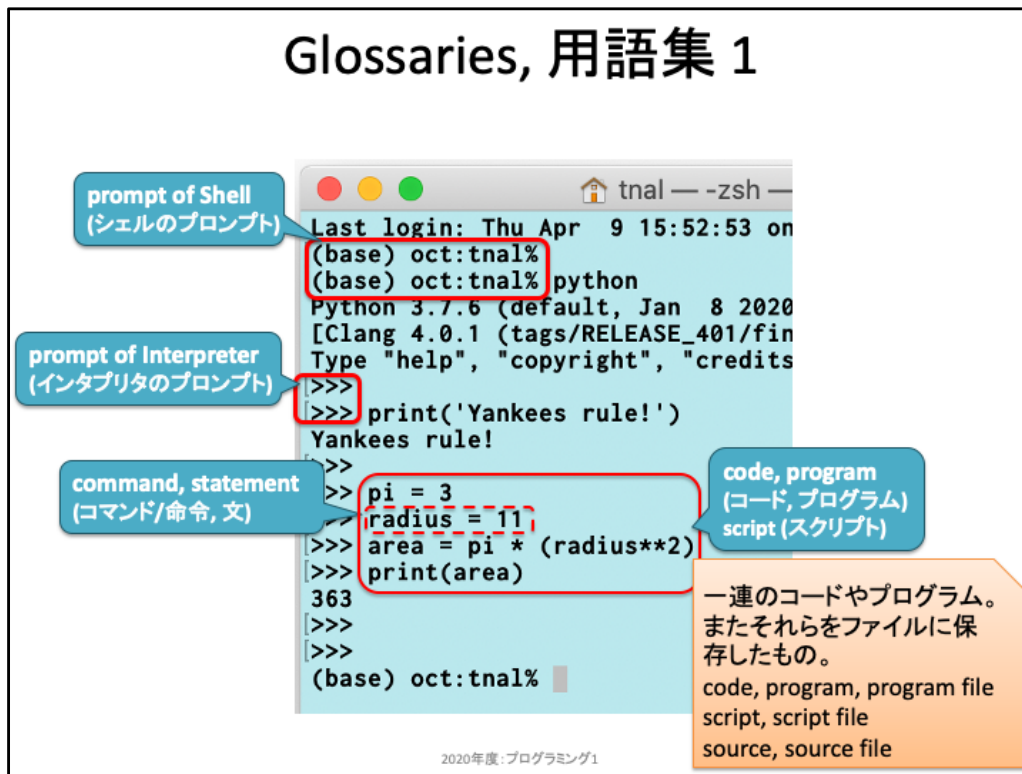 Glossaries, 用語集 1
prompt of Shell
(シェルのプロンプト)
tnal — -zsh —
Last login: Thu Apr  9 15:52:53 on
(base) oct:tnal%
(base) oct:tnal% python
Python 3.7.6 (default, Jan  8 2020
[Clang 4.0.1 (tags/RELEASE_401/fin
Type "help", "copyright", "credits
prompt of Interpreter
(インタプリタのプロンプト)
>>>
>>> print('Yankees rule!')
Yankees rule!
>>
command, statement
(コマンド/命令, 文)
>> pi = 3
>>> radius = 11
>>> area = pi * (radius**2)
>>> print(area)
363
>>>
>>>
(base) oct:tnal%
code, program
(コード, プログラム)
script (スクリプト)
一連のコードやプログラム。
またそれらをファイルに保
存したもの。
code, program, program file
script, script file
source, source file
2020年度:プログラミング1